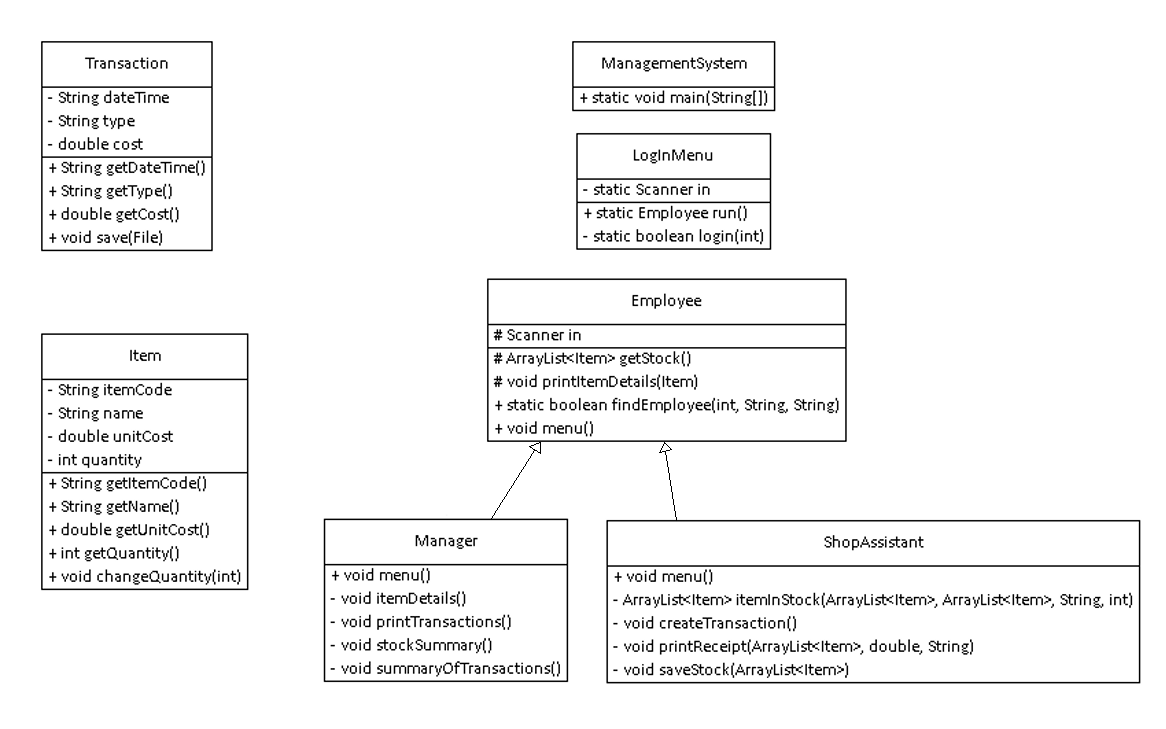 Transaction
- String dateTime
- String type
- double cost
+ String getDateTime()
+ String getType()
+ double getCost()
+ void save(File)
ManagementSystem
+ static void main(String[])
LogInMenu
- static Scanner in
+ static Employee run()
- static boolean login(int)
Employee
# Scanner in
# ArrayList<Item> getStock()
# void printItemDetails(Item)
+ static boolean findEmployee(int, String, String)
+ void menu()
Item
- String itemCode
- String name
- double unitCost
- int quantity
+ String getItemCode()
+ String getName()
+ double getUnitCost()
+ int getQuantity()
+ void changeQuantity(int)
Manager
+ void menu()
- void itemDetails()
- void printTransactions()
- void stockSummary()
- void summaryOfTransactions()
ShopAssistant
+ void menu()
- ArrayList<Item> itemInStock(ArrayList<Item>, ArrayList<Item>, String, int)
- void createTransaction()
- void printReceipt(ArrayList<Item>, double, String)
- void saveStock(ArrayList<Item>)